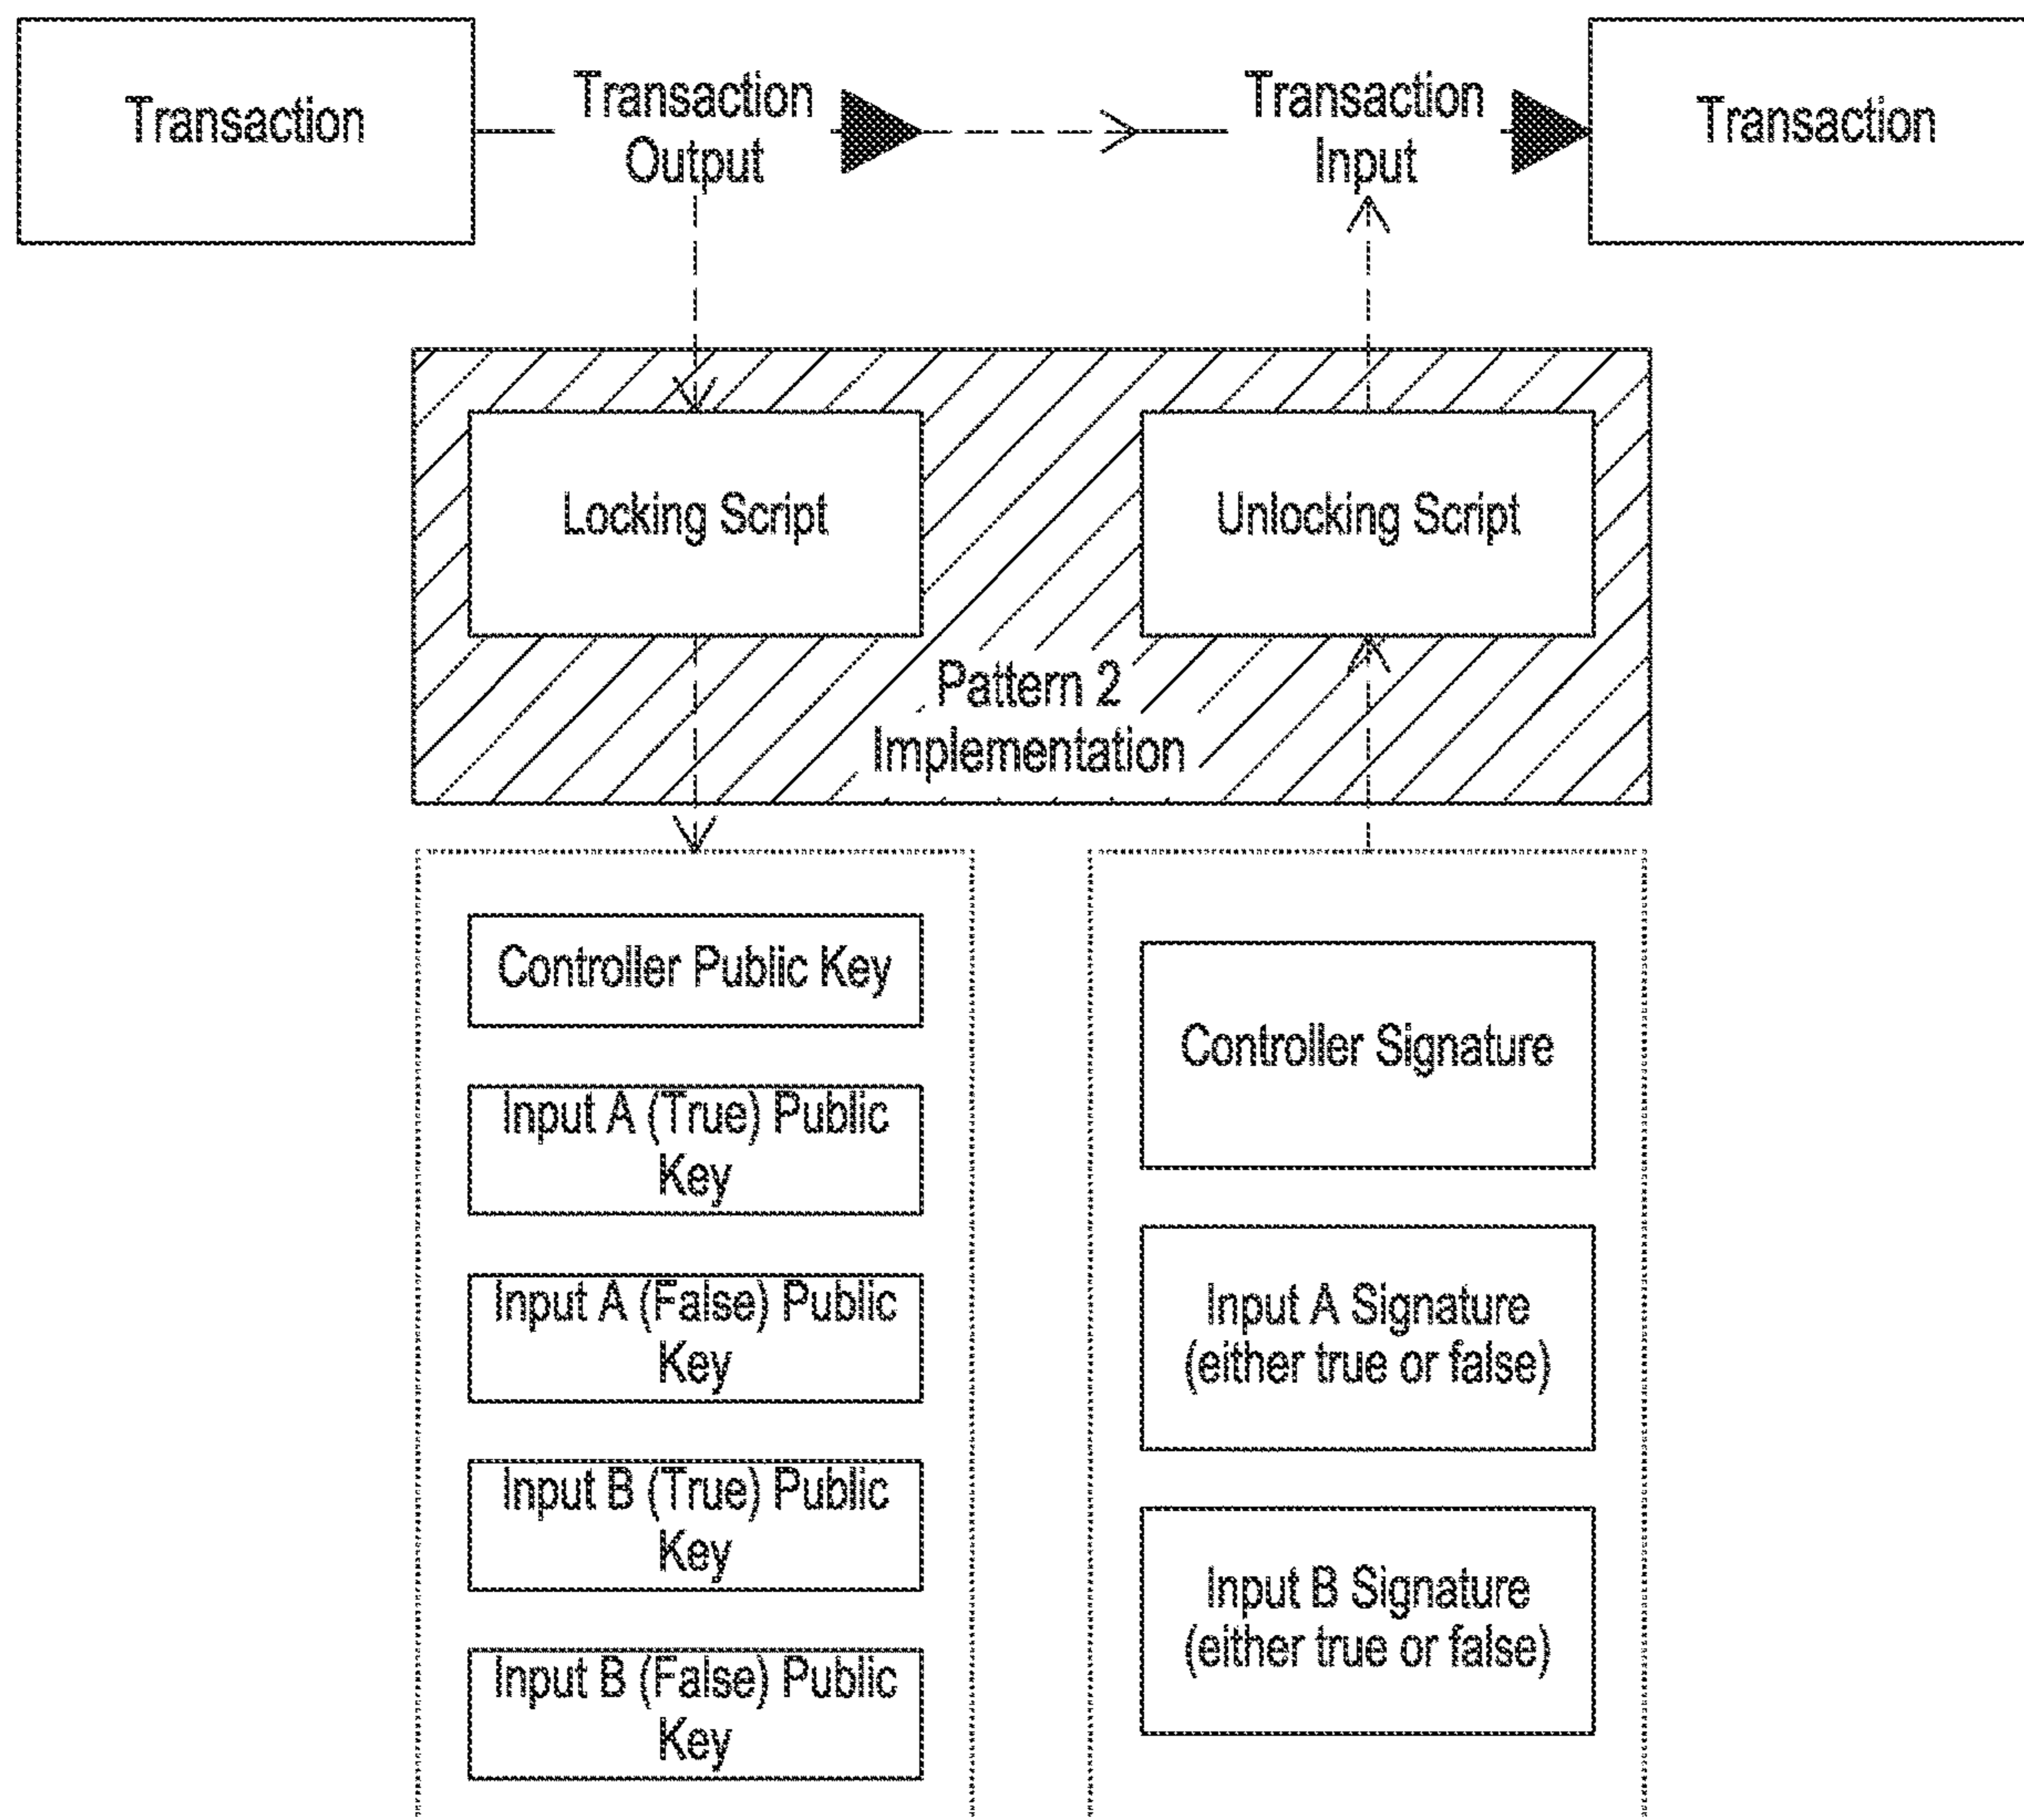 Transaction
Transaction
Output
Transaction
Input
Transaction
Locking Script
Unlocking Script
Pattern 2
Implementation
Controller Public Key
Input A (True) Public
Key
Input A (False) Public
Key
Input B (True) Public
Key
Input B (False) Public
Key
Controller Signature
Input A Signature
(either true or false)
Input B Signature
(either true or false)